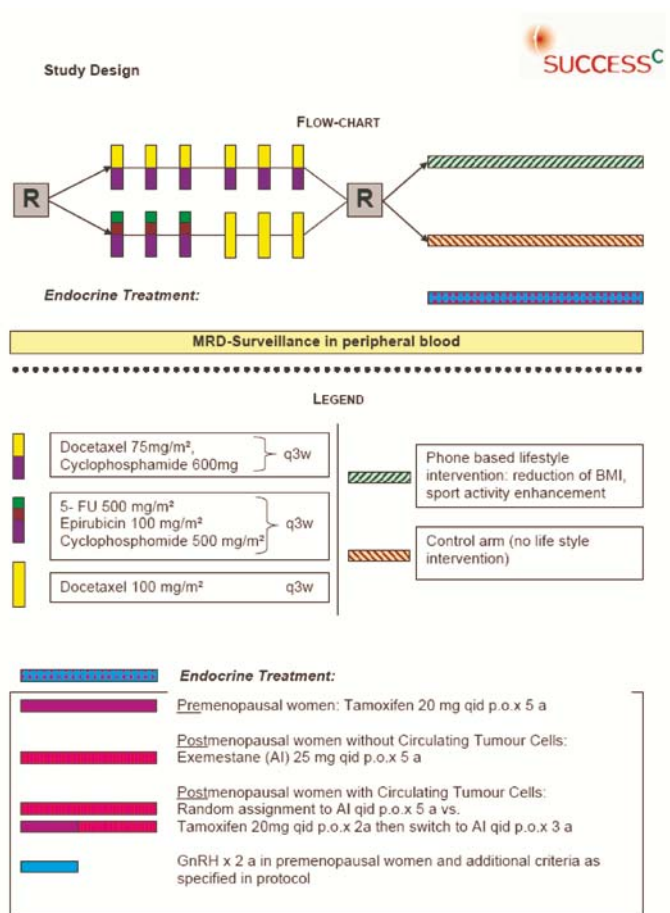 SUCCESS C
Study Design
FLOW-CHART
R
R
Endocrine Treatment:
MRD-Surveillance in peripheral blood
LEGEND
Docetaxel 75mg/m²,
Cyclophosphamide 600mg
q3w
5- FU 500 mg/m²
Epirubicin 100 mg/m²
Cyclophosphomide 500 mg/m²
q3w
Docetaxel 100 mg/m² q3w
Phone based lifestyle
intervention: reduction of BMI,
sport activity enhancement
Control arm (no life style
intervention)
Endocrine Treatment:
Premenopausal women: Tamoxifen 20 mg qid p.o.x 5 a
Postmenopausal women without Circulating Tumour Cells:
Exemestane (AI) 25 mg qid p.o.x 5 a
Postmenopausal women with Circulating Tumour Cells:
Random assignment to AI qid p.o.x 5 a vs.
Tamoxifen 20mg qid p.o.x 2a then switch to AI qid p.o.x 3 a
GnRH x 2 a in premenopausal women and additional criteria as
specified in protocol